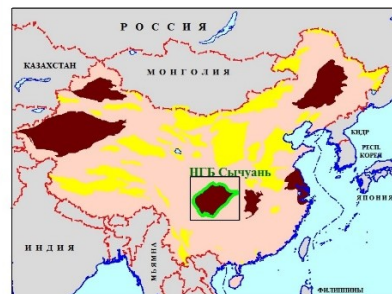 РОССИЯ
КАЗАХСТАН
МОНГОЛИЯ
КНДР
РЕСП.
КОРЕЯ
ЯПОНИЯ
НГБ Сычуань
ИНДИЯ
МЬЯНМА
ФИЛИППИНЫ